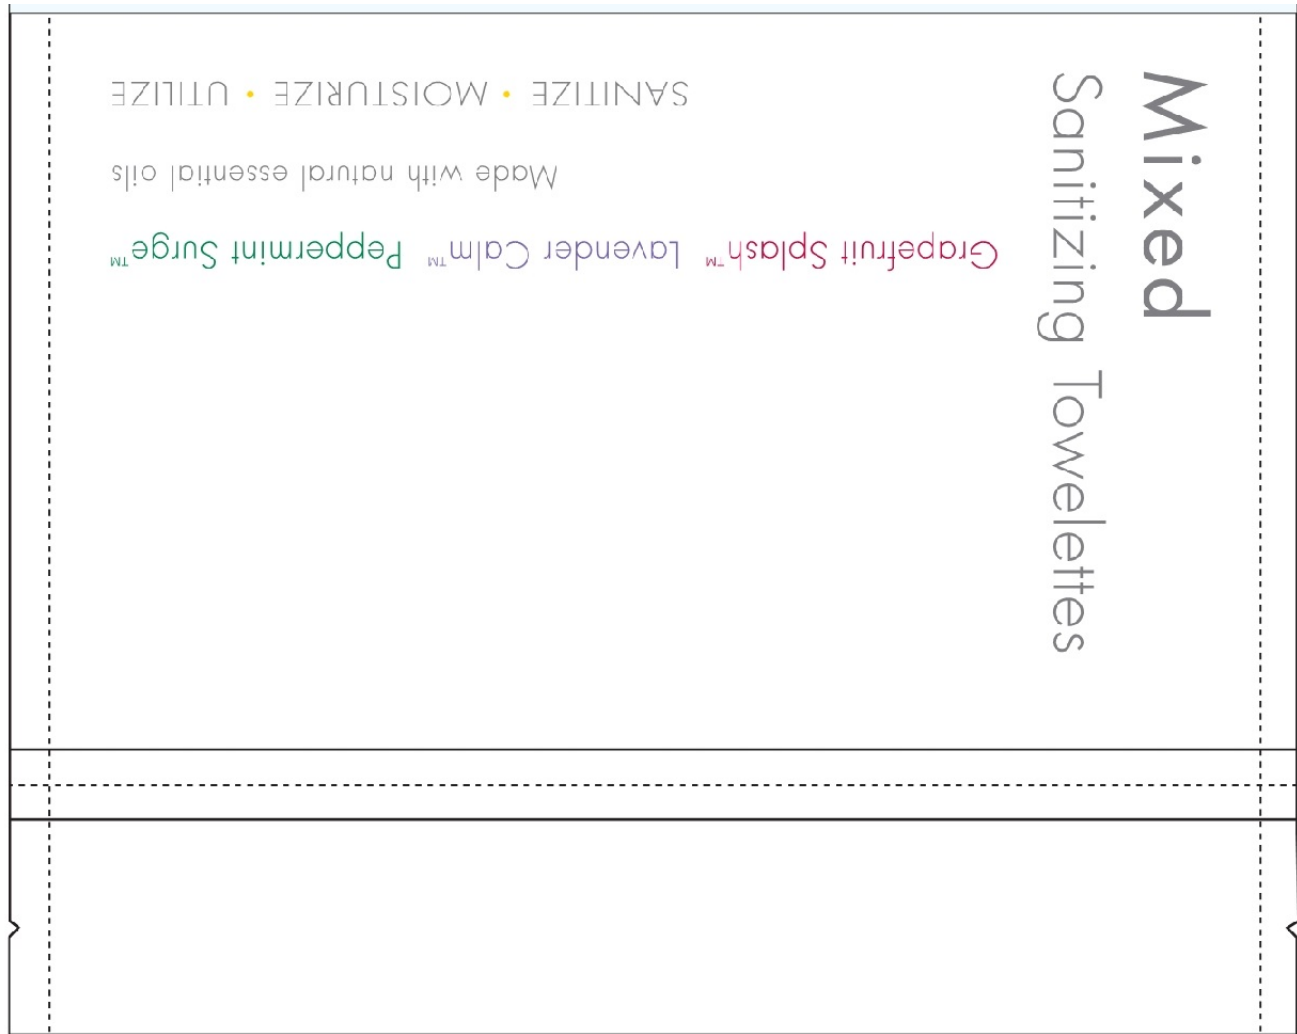 Mixed
Sanitizing Towelettes
Grapefruit Splash™ Lavender Calm™ Peppermint Surge™
Made with natural essential oils
SANITIZE • MOISTURIZE • UTILIZE